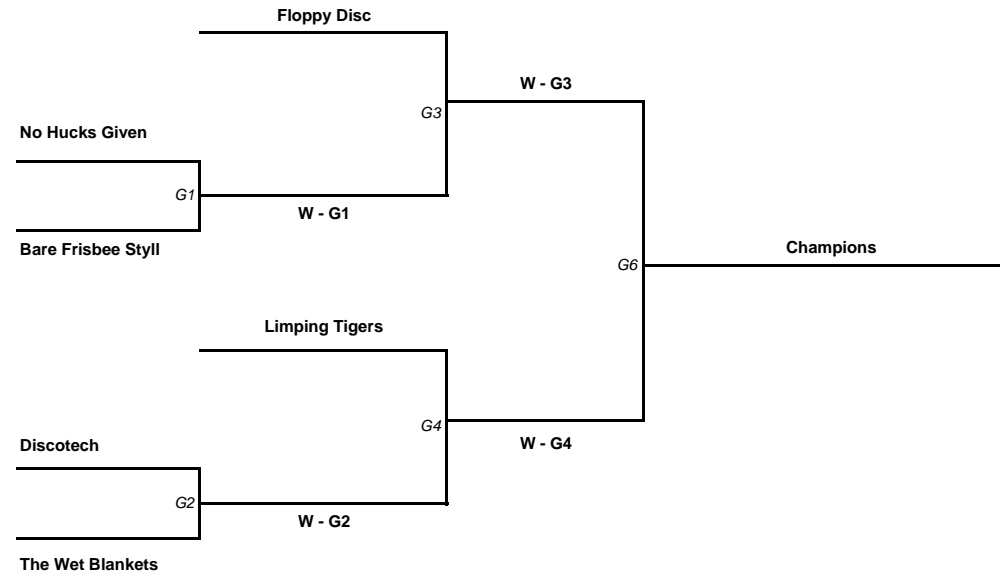 Floppy Disc
W - G3
G3
No Hucks Given
G1
W - G1
Bare Frisbee Styll
Champions
G6
Limping Tigers
G4
W - G4
Discotech
G2
W - G2
The Wet Blankets